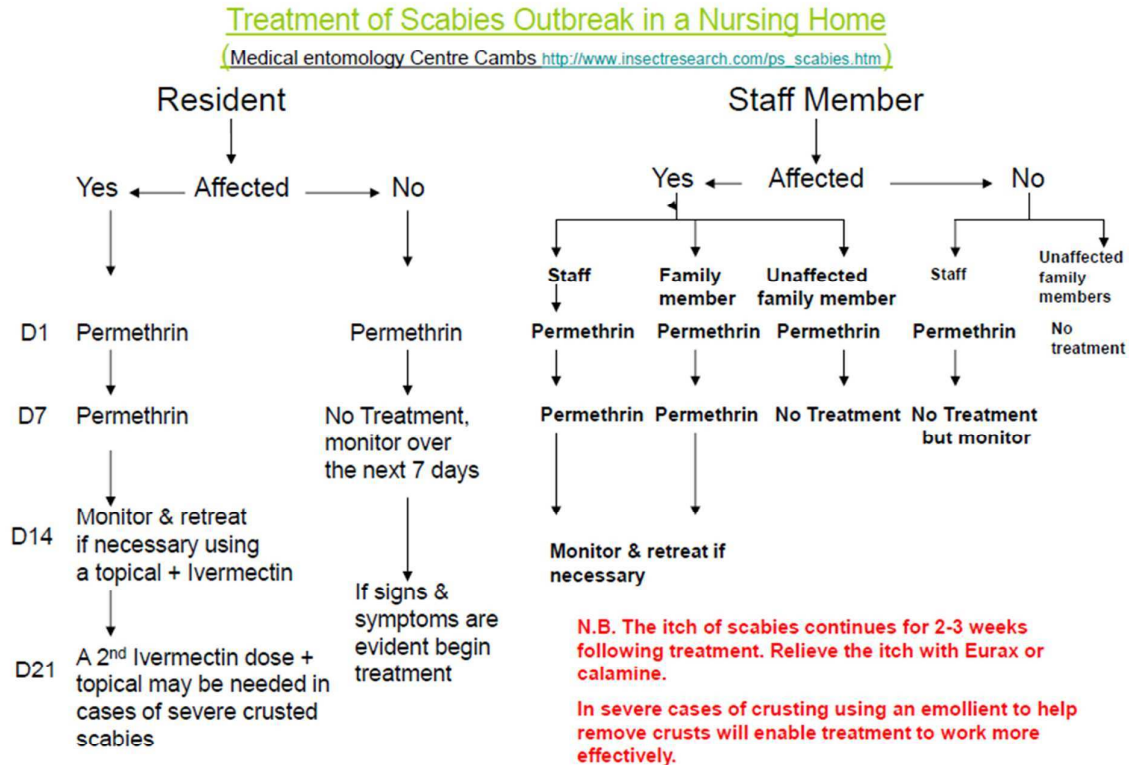 Treatment of Scabies Outbreak in a Nursing Home
(Medical entomology Centre Cambs http://www.insectresearch.com/ps_scabies.htm)
Resident
Staff Member
Yes
Affected
No
Yes
Affected
No
Staff
Family
member
Unaffected
family member
Staff
Unaffected
family
members
D1
Permethrin
Permethrin
Permethrin
Permethrin
Permethrin
Permethrin
No
treatment
D7
Permethrin
No Treatment,
monitor over
the next 7 days
Permethrin
Permethrin
No Treatment
No Treatment
but monitor
D14
Monitor & retreat
if necessary using
a topical + Ivermectin
If signs &
symptoms are
evident begin
treatment
Monitor & retreat if
necessary
D21
A 2nd Ivermectin dose +
topical may be needed in
cases of severe crusted
scabies
N.B. The itch of scabies continues for 2-3 weeks
following treatment. Relieve the itch with Eurax or
calamine.
In severe cases of crusting using an emollient to help
remove crusts will enable treatment to work more
effectively.